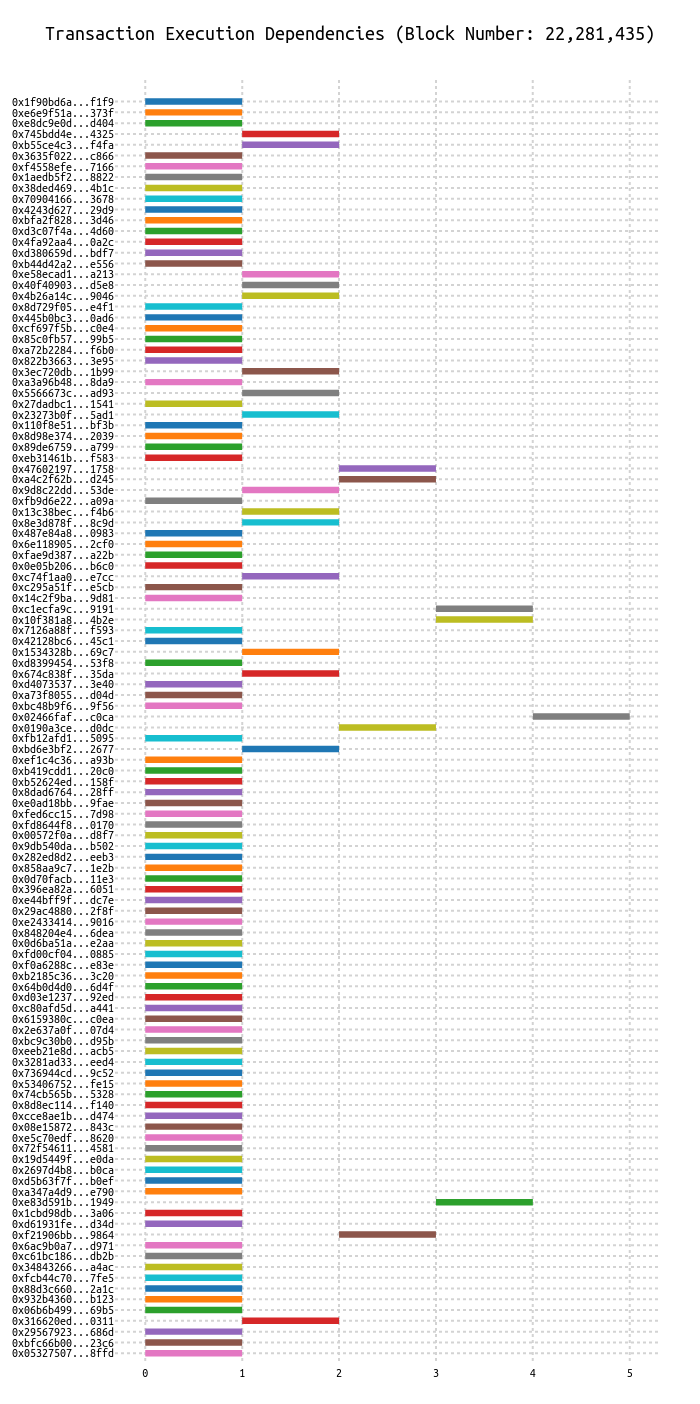 Transaction Execution Dependencies (Block Number: 22,281,435)
0x1f90bd6a...f1f9
0xe6e9f51a...373f
0xe8dc9e0d...d404
0x745bdd4e...4325
0xb55ce4c3...f4fa
0x3635f022...c866
0xf4558efe...7166
0x1aedb5f2...8822
0x38ded469...4b1c
0x70904166...3678
0x4243d627...29d9
0xbfa2f828...3d46
0xd3c07f4a...4d60
0x4fa92aa4...0a2c
0xd380659d...bdf7
0xb44d42a2...e556
0xe58ecad1...a213
0x40f40903...d5e8
0x4b26a14c...9046
0x8d729f05...e4f1
0x445b0bc3...0ad6
0xcf697f5b...c0e4
0x85c0fb57...99b5
0xa72b2284...f6b0
0x822b3663...3e95
0x3ec720db...1b99
0xa3a96b48...8da9
0x5566673c...ad93
0x27dadbc1...1541
0x23273b0f...5ad1
0x110f8e51...bf3b
0x8d98e374...2039
0x89de6759...a799
0xeb31461b...f583
0x47602197...1758
0xa4c2f62b...d245
0x9d8c22dd...53de
0xfb9d6e22...a09a
0x13c38bec...f4b6
0x8e3d878f...8c9d
0x487e84a8...0983
0x6e118905...2cf0
0xfae9d387...a22b
0x0e05b206...b6c0
0xc74f1aa0...e7cc
0xc295a51f...e5cb
0x14c2f9ba...9d81
0xc1ecfa9c...9191
0x10f381a8...4b2e
0x7126a88f...f593
0x42128bc6...45c1
0x1534328b...69c7
0xd8399454...53f8
0x674c838f...35da
0xd4073537...3e40
0xa73f8055...d04d
0xbc48b9f6...9f56
0x02466faf...c0ca
0x0190a3ce...d0dc
0xfb12afd1...5095
0xbd6e3bf2...2677
0xef1c4c36...a93b
0xb419cdd1...20c0
0xb52624ed...158f
0x8dad6764...28ff
0xe0ad18bb...9fae
0xfed6cc15...7d98
0xfd8644f8...0170
0x00572f0a...d8f7
0x9db540da...b502
0x282ed8d2...eeb3
0x858aa9c7...1e2b
0x0d70facb...11e3
0x396ea82a...6051
0xe44bff9f...dc7e
0x29ac4880...2f8f
0xe2433414...9016
0x848204e4...6dea
0x0d6ba51a...e2aa
0xfd00cf04...0885
0xf0a6288c...e83e
0xb2185c36...3c20
0x64b0d4d0...6d4f
0xd03e1237...92ed
0xc80afd5d...a441
0x6159380c...c0ea
0x2e637a0f...07d4
0xbc9c30b0...d95b
0xeeb21e8d...acb5
0x3281ad33...eed4
0x736944cd...9c52
0x53406752...fe15
0x74cb565b...5328
0x8d8ec114...f140
0xcce8ae1b...d474
0x08e15872...843c
0xe5c70edf...8620
0x72f54611...4581
0x19d5449f...e0da
0x2697d4b8...b0ca
0xd5b63f7f...b0ef
0xa347a4d9...e790
0xe83d591b...1949
0x1cbd98db...3a06
0xd61931fe...d34d
0xf21906bb...9864
0x6ac9b0a7...d971
0xc61bc186...db2b
0x34843266...a4ac
0xfcb44c70...7fe5
0x88d3c660...2a1c
0x932b4360...b123
0x06b6b499...69b5
0x316620ed...0311
0x29567923...686d
0xbfc66b00...23c6
0x05327507...8ffd
0 1 2 3 4 5